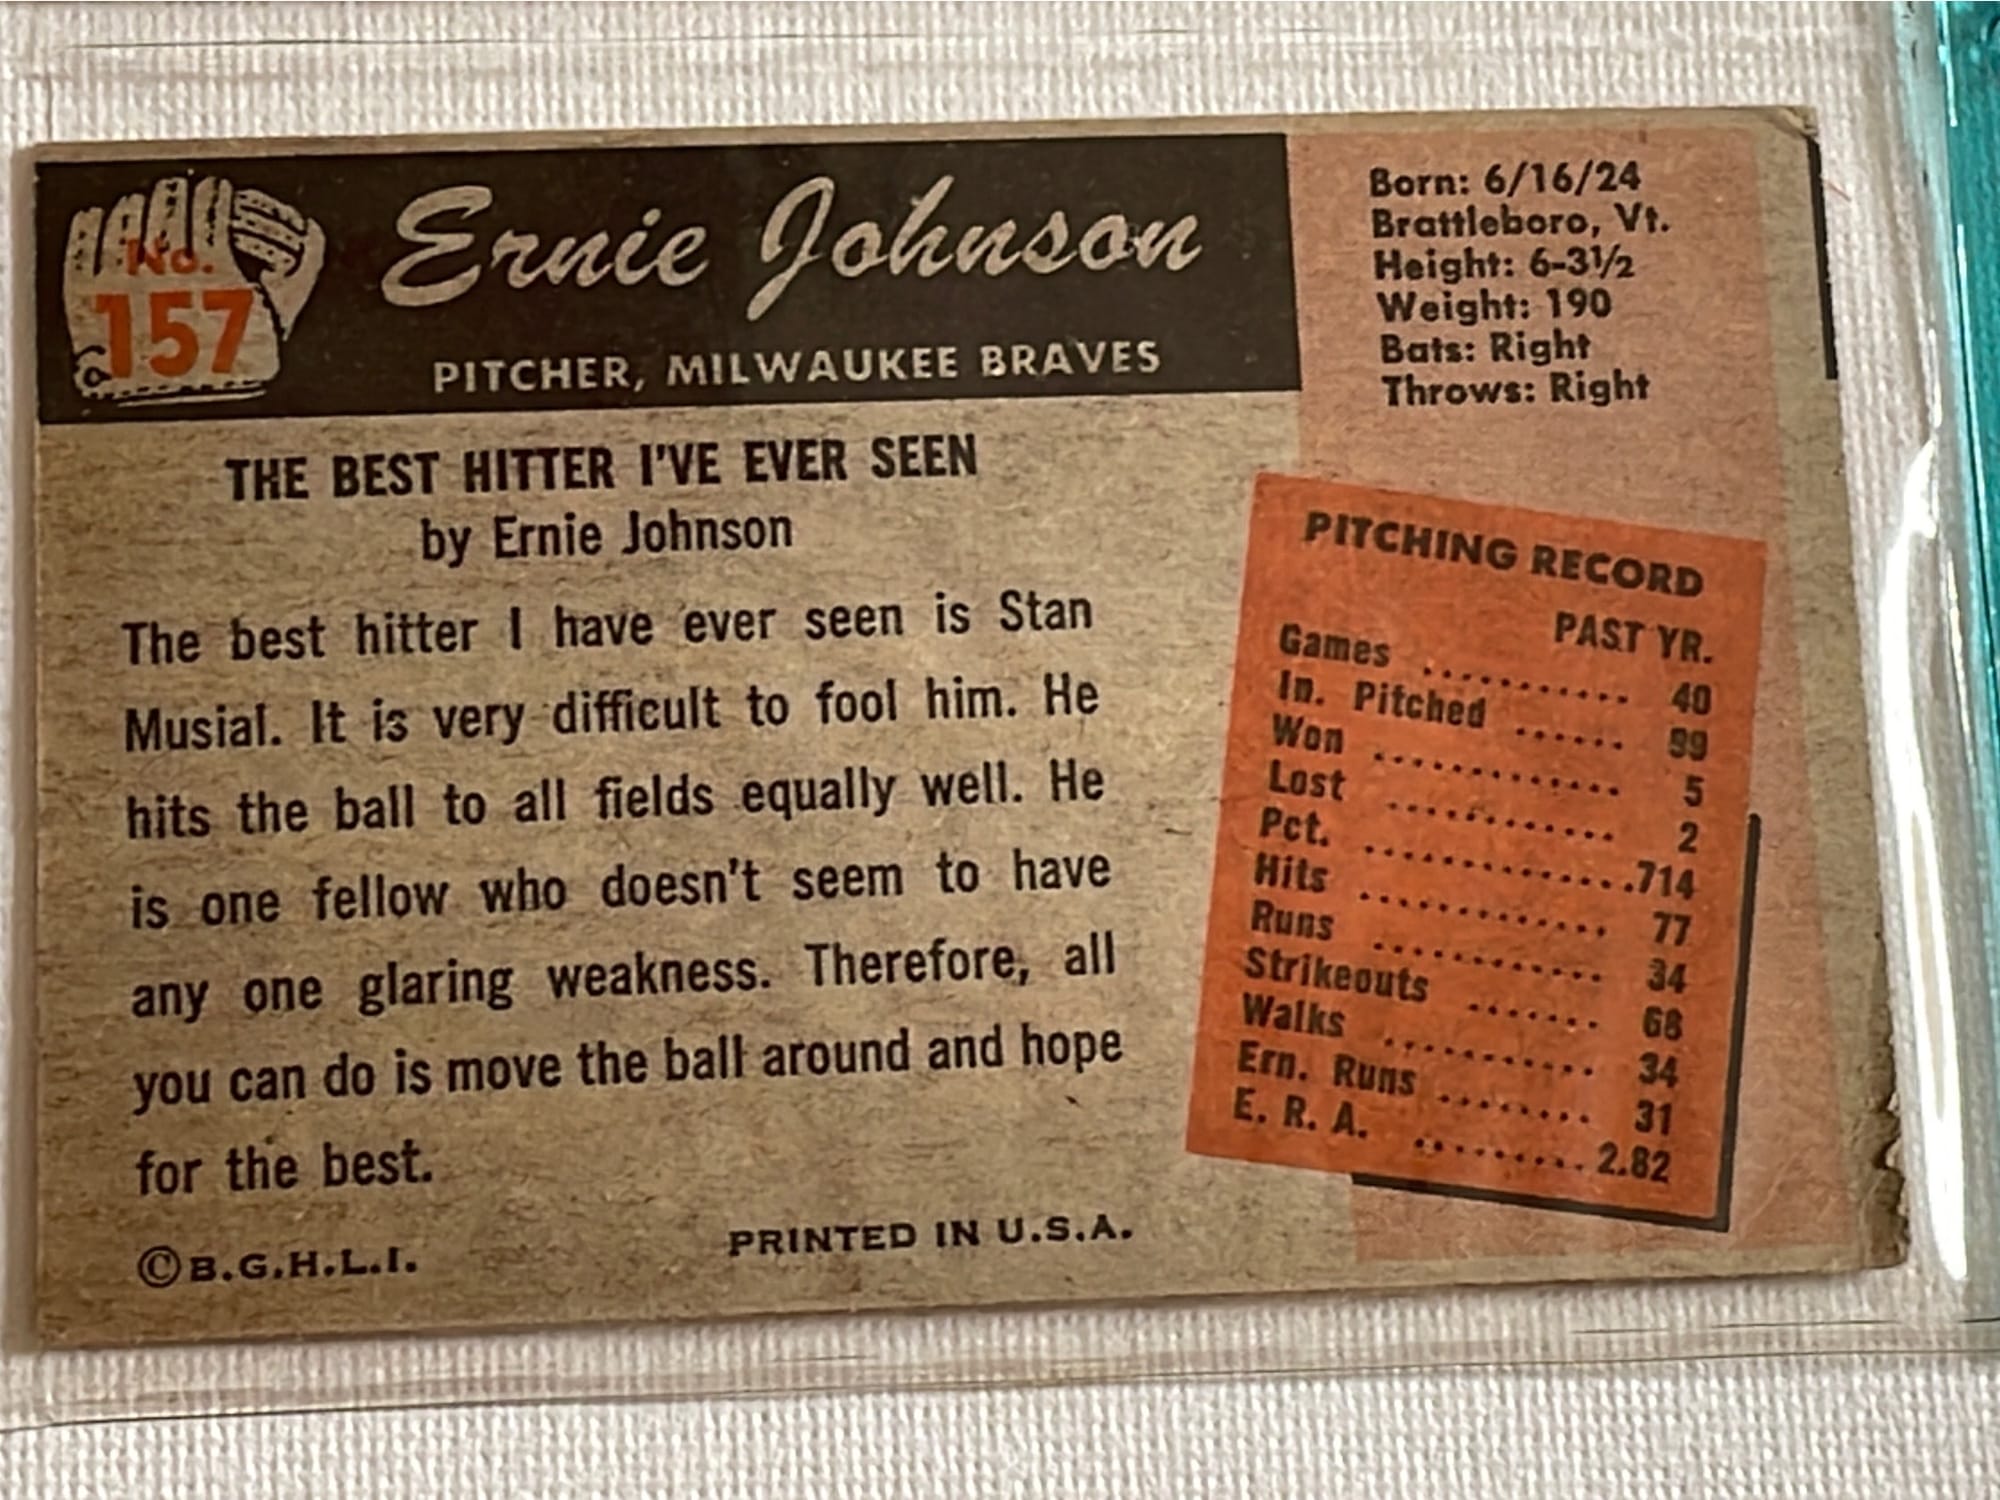 No.
157
Ernie Johnson
PITCHER, MILWAUKEE BRAVES
Born: 6/16/24
Brattleboro, Vt.
Height: 6-3½
Weight: 190
Bats: Right
Throws: Right
THE BEST HITTER I'VE EVER SEEN
by Ernie Johnson
The best hitter I have ever seen is Stan
Musial. It is very difficult to fool him. He
hits the ball to all fields equally well. He
is one fellow who doesn't seem to have
any one glaring weakness. Therefore, all
you can do is move the ball around and hope
for the best.
©B.G.H.L.I.
PRINTED IN U.S.A.
PITCHING RECORD
PAST YR.
Games ........... 40
In. Pitched ...... 99
Won ............. 5
Lost ............ 2
Pct. ..............714
Hits ............. 77
Runs ............ 34
Strikeouts ....... 68
Walks ........... 34
Ern. Runs ........ 31
E. R. A. ......... 2.82